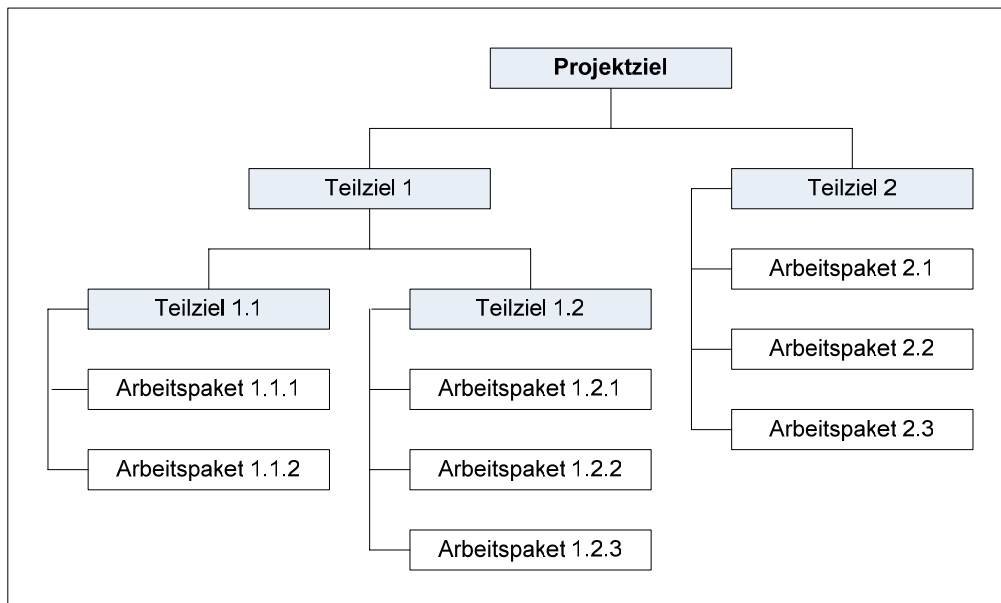 Projektziel
Teilziel 1
Teilziel 2
Teilziel 1.1
Teilziel 1.2
Arbeitspaket 2.1
Arbeitspaket 2.2
Arbeitspaket 2.3
Arbeitspaket 1.1.1
Arbeitspaket 1.1.2
Arbeitspaket 1.2.1
Arbeitspaket 1.2.2
Arbeitspaket 1.2.3